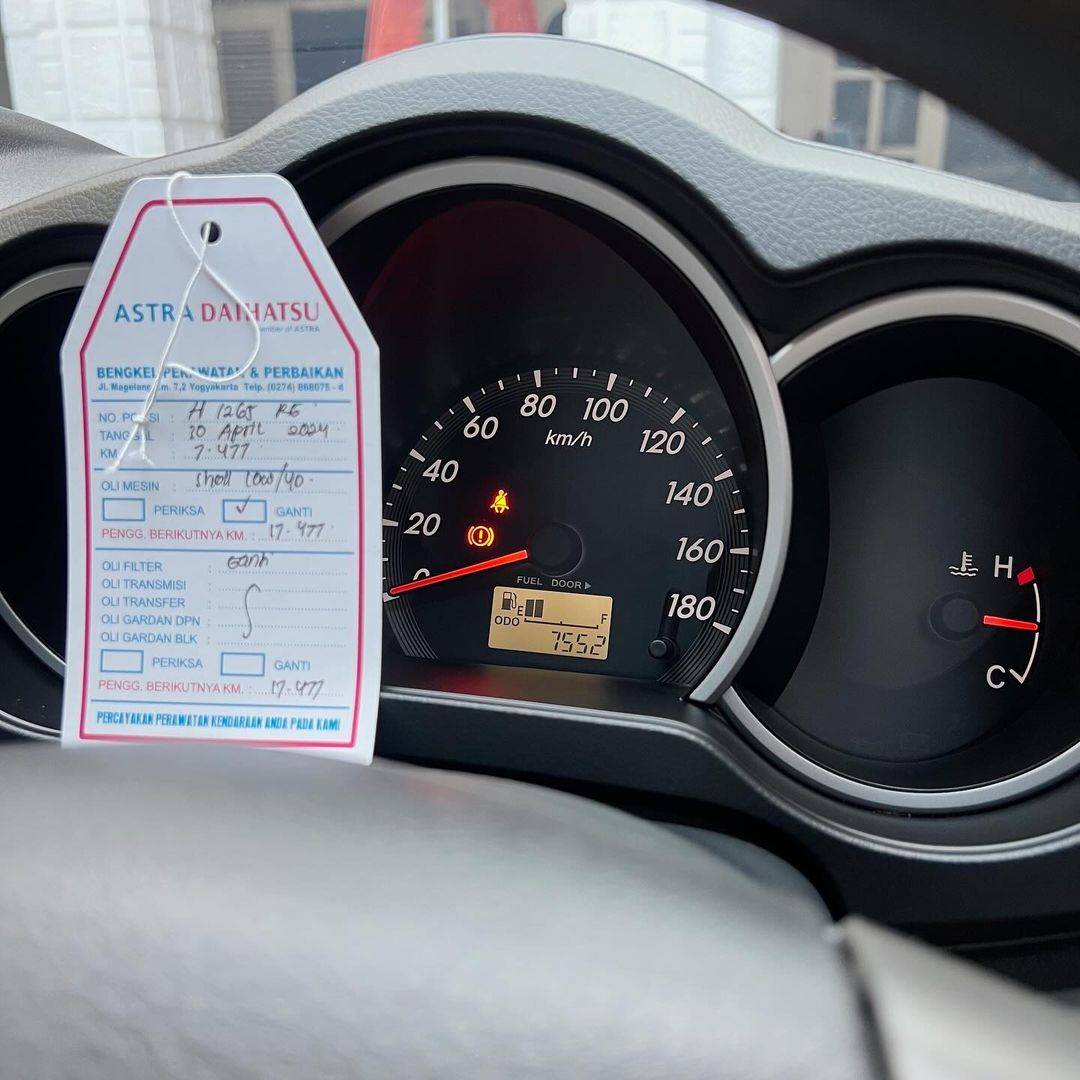 ASTRA DAIHATSU
member of ASTRA
BENGKEL PERAWATAN & PERBAIKAN
Jl. Magelang Km. 7,2 Yogyakarta Telp. (0274) 868075 - 4
NO. POLISI : H 1265
TANGGAL : 30 April 2024
KM : 7.477
OLI MESIN : Shell 10W/40
PERIKSA ✓ GANTI
PENGG. BERIKUTNYA KM. : 17.477
OLI FILTER : Ganti
OLI TRANSMISI :
OLI TRANSFER :
OLI GARDAN DPN :
OLI GARDAN BLK :
PERIKSA GANTI
PENGG. BERIKUTNYA KM. : 17.477
PERCAYAKAN PERAWATAN KENDARAAN ANDA PADA KAMI
0 20 40 60 80 100 120 140 160 180
km/h
FUEL DOOR ▶
E F
ODO
7552
H
C